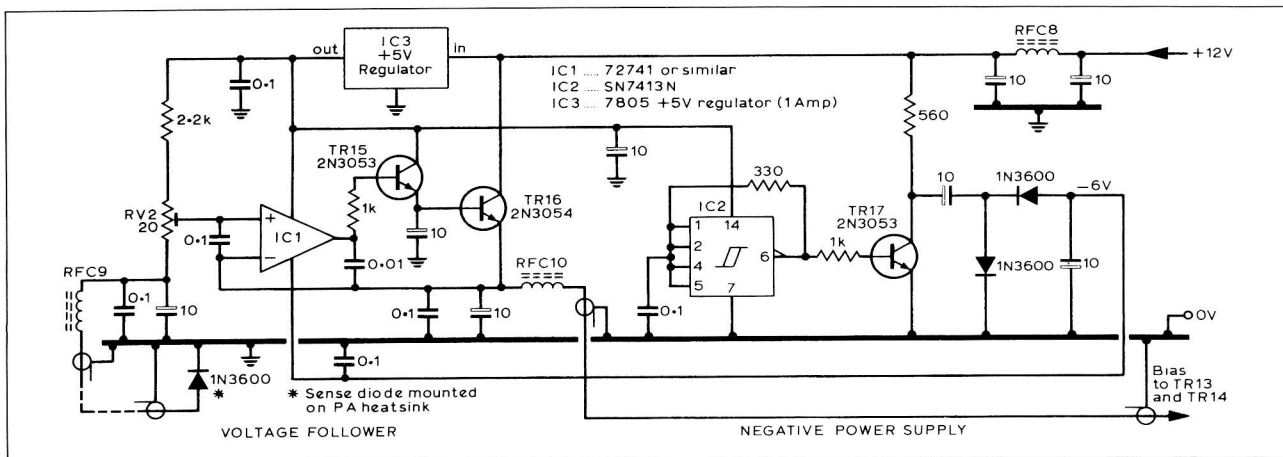 out
IC3
+5V
Regulator
in
RFC8
+12V
0·1
10
10
IC1 .... 72741 or similar
IC2 .... SN7413N
IC3 .... 7805 +5V regulator (1Amp)
2·2k
560
10
TR15
2N3053
330
10
1N3600
−6V
RV2
20
0·1
+
−
IC1
1k
10
TR16
2N3054
IC2
1
2
4
5
14
6
7
1k
TR17
2N3053
1N3600
10
0·01
RFC9
RFC10
0·1
10
0·1
10
0·1
0V
0·1
1N3600
*
* Sense diode mounted
on PA heatsink
Bias
to TR13
and TR14
VOLTAGE FOLLOWER
NEGATIVE POWER SUPPLY